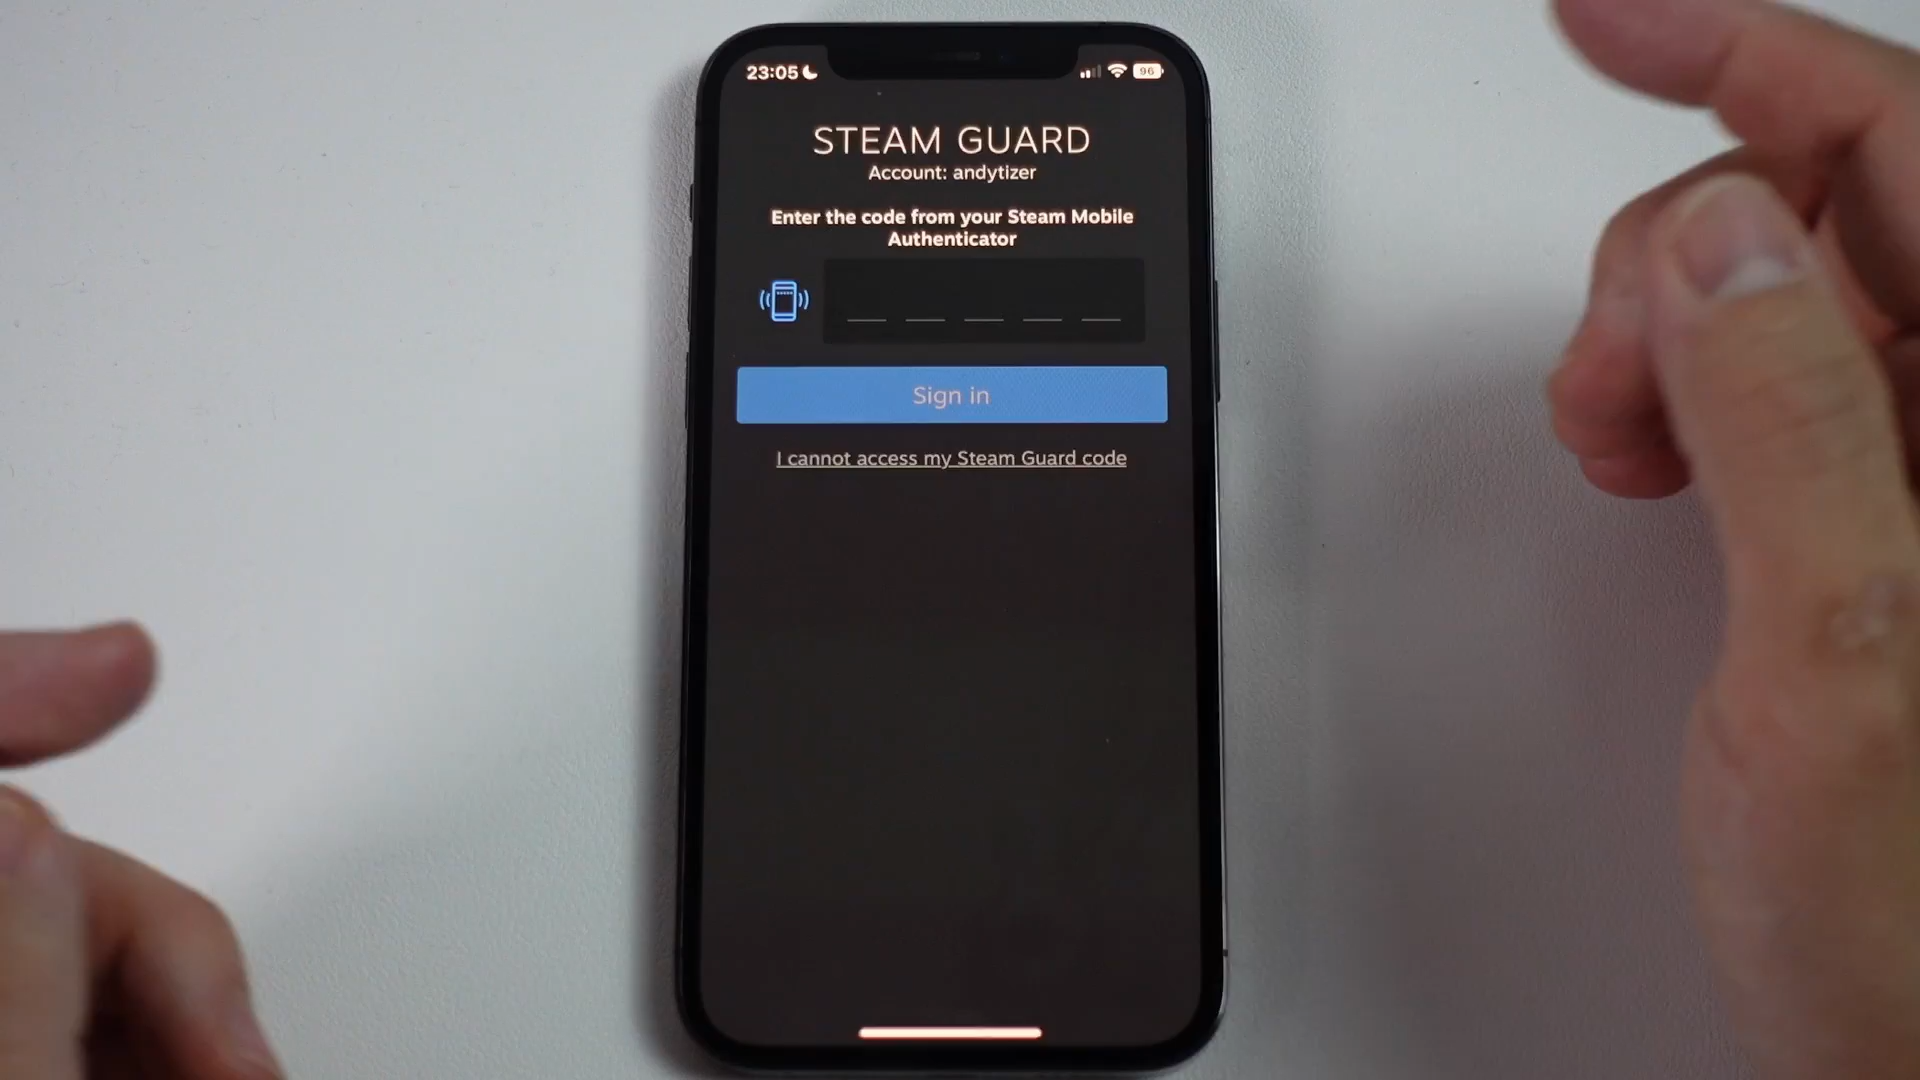 23:05
96
STEAM GUARD
Account: andytizer
Enter the code from your Steam Mobile
Authenticator
Sign in
I cannot access my Steam Guard code